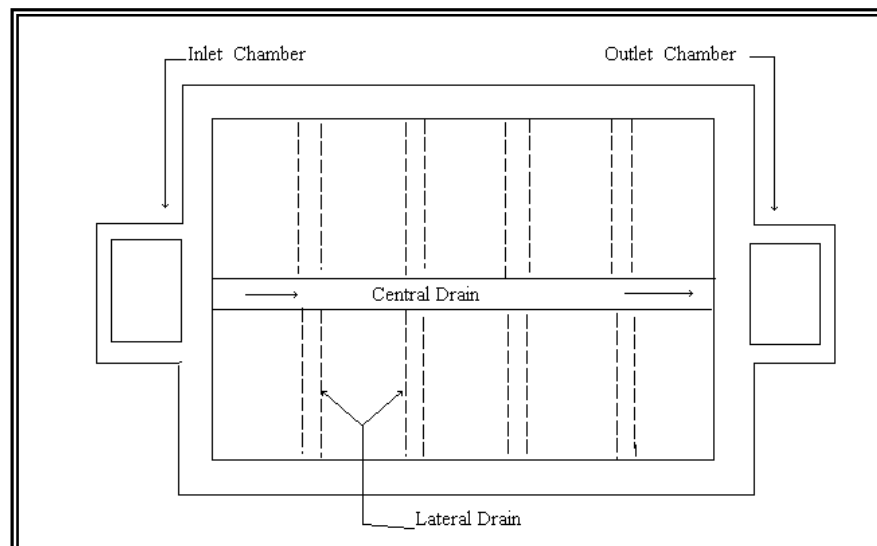 Inlet Chamber
Outlet Chamber
Central Drain
Lateral Drain